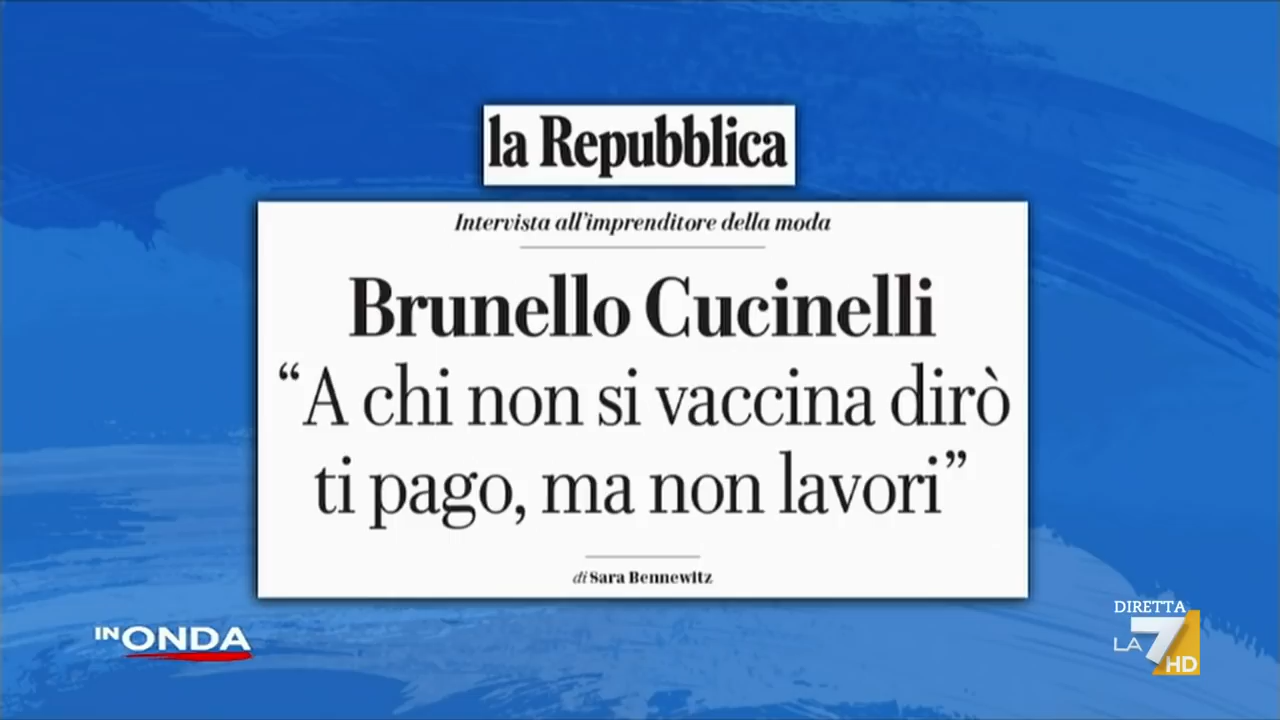 la Repubblica
Intervista all'imprenditore della moda
Brunello Cucinelli
“A chi non si vaccina dirò
ti pago, ma non lavori”
di Sara Bennewitz
IN ONDA
DIRETTA
LA 7
HD